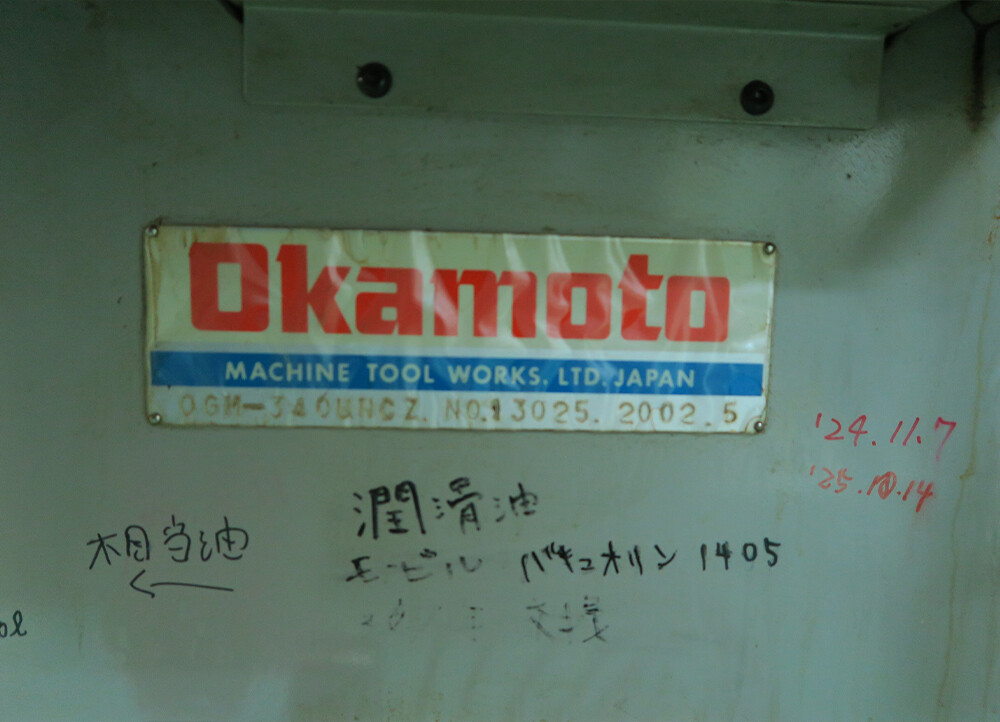 Okamoto
MACHINE TOOL WORKS, LTD. JAPAN
OGM-340UNCZ. NO.13025. 2002.5
'24.11.7
'25.10.14
潤滑油
相当油
モービル バキュオリン 1405